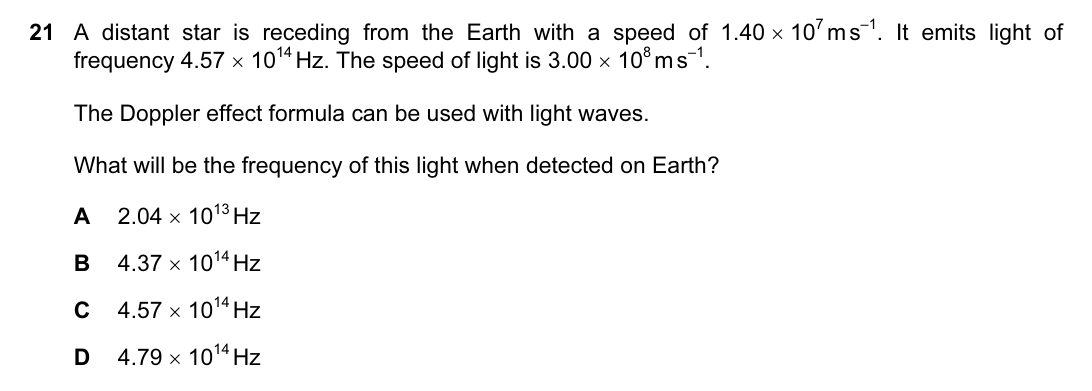 21 A distant star is receding from the Earth with a speed of 1.40 × 10⁷ m s⁻¹. It emits light of
frequency 4.57 × 10¹⁴ Hz. The speed of light is 3.00 × 10⁸ m s⁻¹.
The Doppler effect formula can be used with light waves.
What will be the frequency of this light when detected on Earth?
A 2.04 × 10¹³ Hz
B 4.37 × 10¹⁴ Hz
C 4.57 × 10¹⁴ Hz
D 4.79 × 10¹⁴ Hz